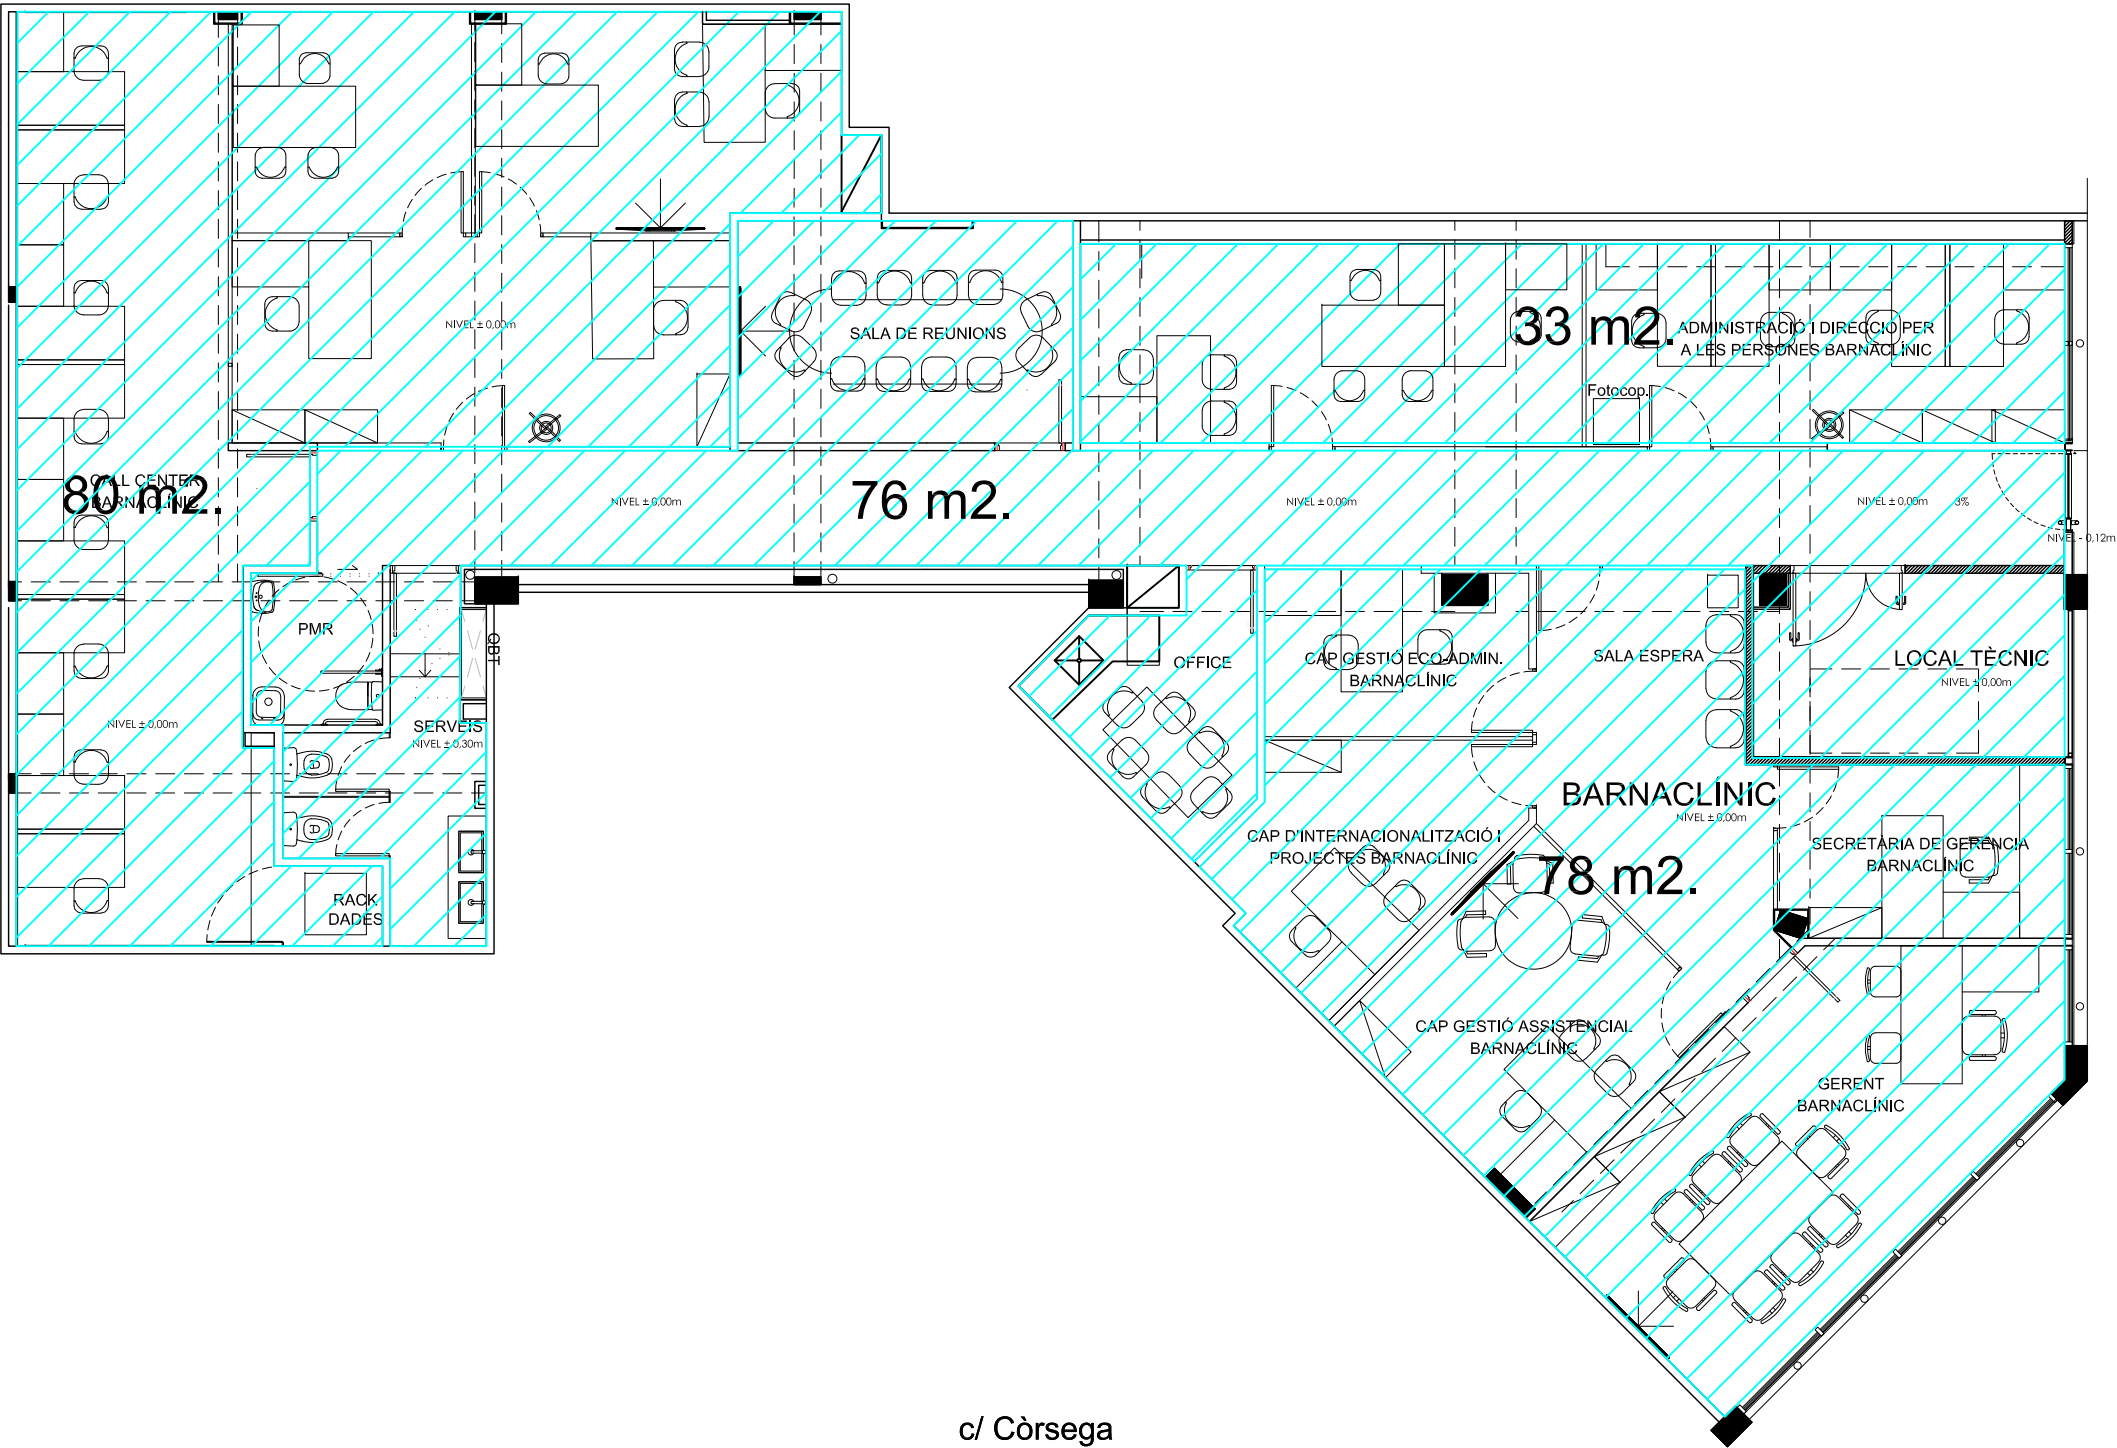 NIVEL ± 0,00m
SALA DE REUNIONS
33 m2.
ADMINISTRACIÓ I DIRECCIO PER
A LES PERSONES BARNACLÍNIC
Fotocop.
CALL CENTER
BARNACLÍNIC
80 m2.
NIVEL ± 0,00m
76 m2.
NIVEL ± 0,00m
NIVEL ± 0,00m
3%
NIVEL - 0,12m
PMR
QBT
OFFICE
CAP GESTIÓ ECO-ADMIN.
BARNACLÍNIC
SALA ESPERA
LOCAL TÈCNIC
NIVEL ± 0,00m
NIVEL ± 0,00m
SERVEIS
NIVEL ± 0,30m
BARNACLÍNIC
NIVEL ± 0,00m
CAP D'INTERNACIONALITZACIÓ I
PROJECTES BARNACLÍNIC
78 m2.
SECRETÀRIA DE GERÈNCIA
BARNACLÍNIC
RACK
DADES
CAP GESTIÓ ASSISTENCIAL
BARNACLÍNIC
GERENT
BARNACLÍNIC
c/ Còrsega